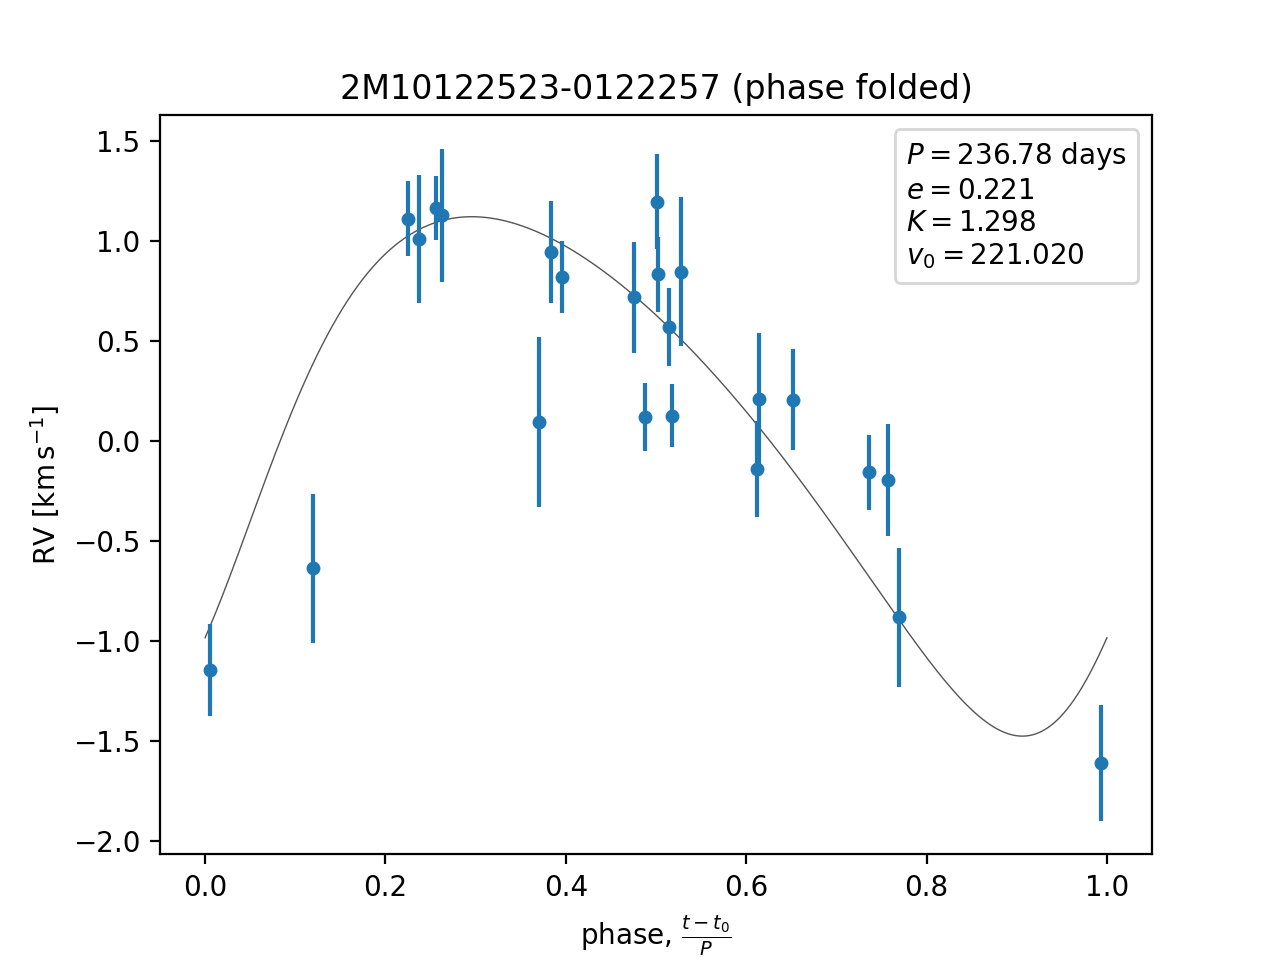 2M10122523-0122257 (phase folded)
P = 236.78 days
e = 0.221
K = 1.298
v₀ = 221.020
1.5
1.0
0.5
0.0
−0.5
−1.0
−1.5
−2.0
RV [km s⁻¹]
0.0 0.2 0.4 0.6 0.8 1.0
phase, (t − t₀)/P